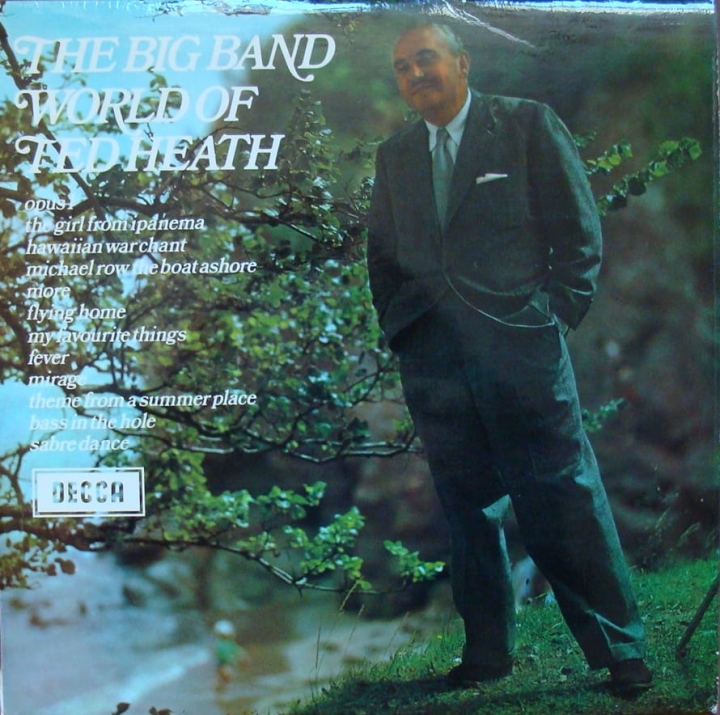 THE BIG BAND
WORLD OF
TED HEATH
opus 1
the girl from ipanema
hawaiian war chant
michael row the boat ashore
more
flying home
my favourite things
fever
mirage
theme from a summer place
bass in the hole
sabre dance
DECCA